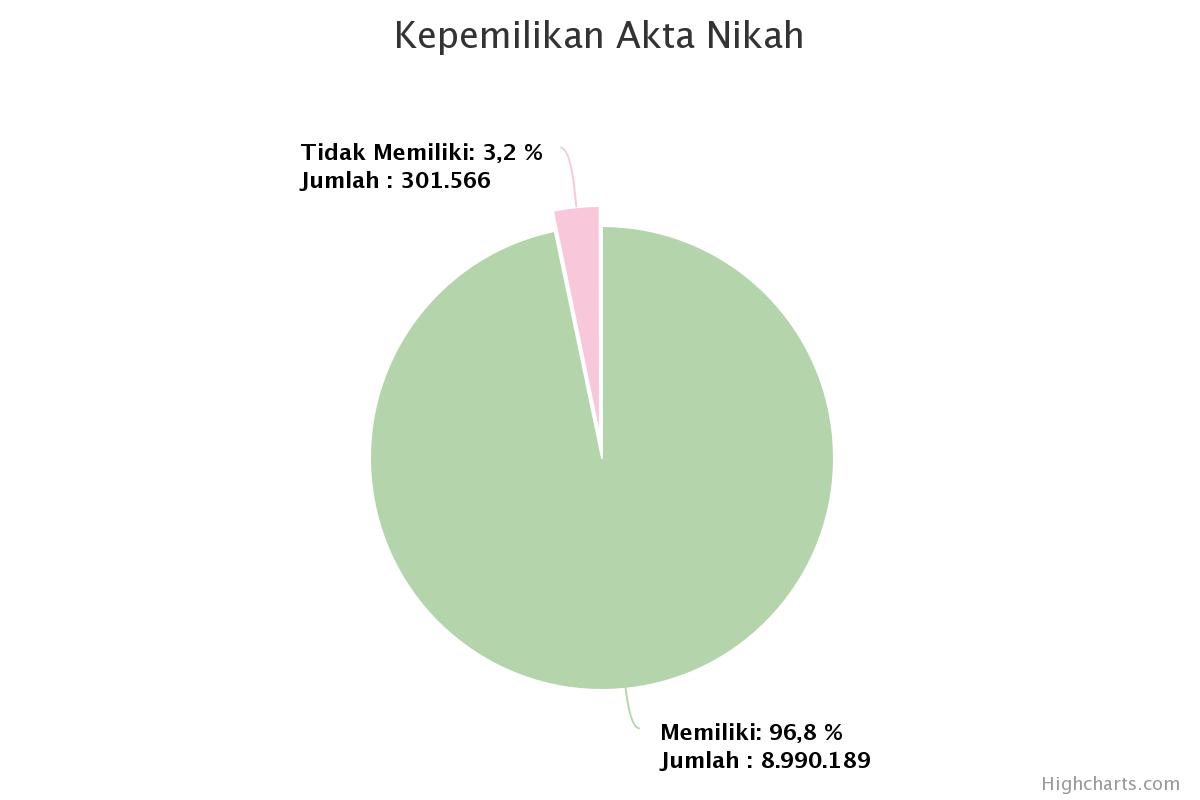 Kepemilikan Akta Nikah
Tidak Memiliki: 3,2 %
Jumlah : 301.566
Memiliki: 96,8 %
Jumlah : 8.990.189
Highcharts.com